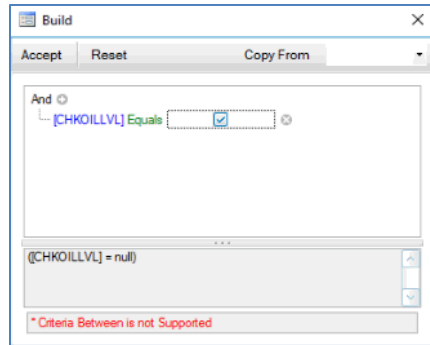 Build
Accept Reset Copy From
And
[CHKOILLVL] Equals
([CHKOILLVL] = null)
* Criteria Between is not Supported